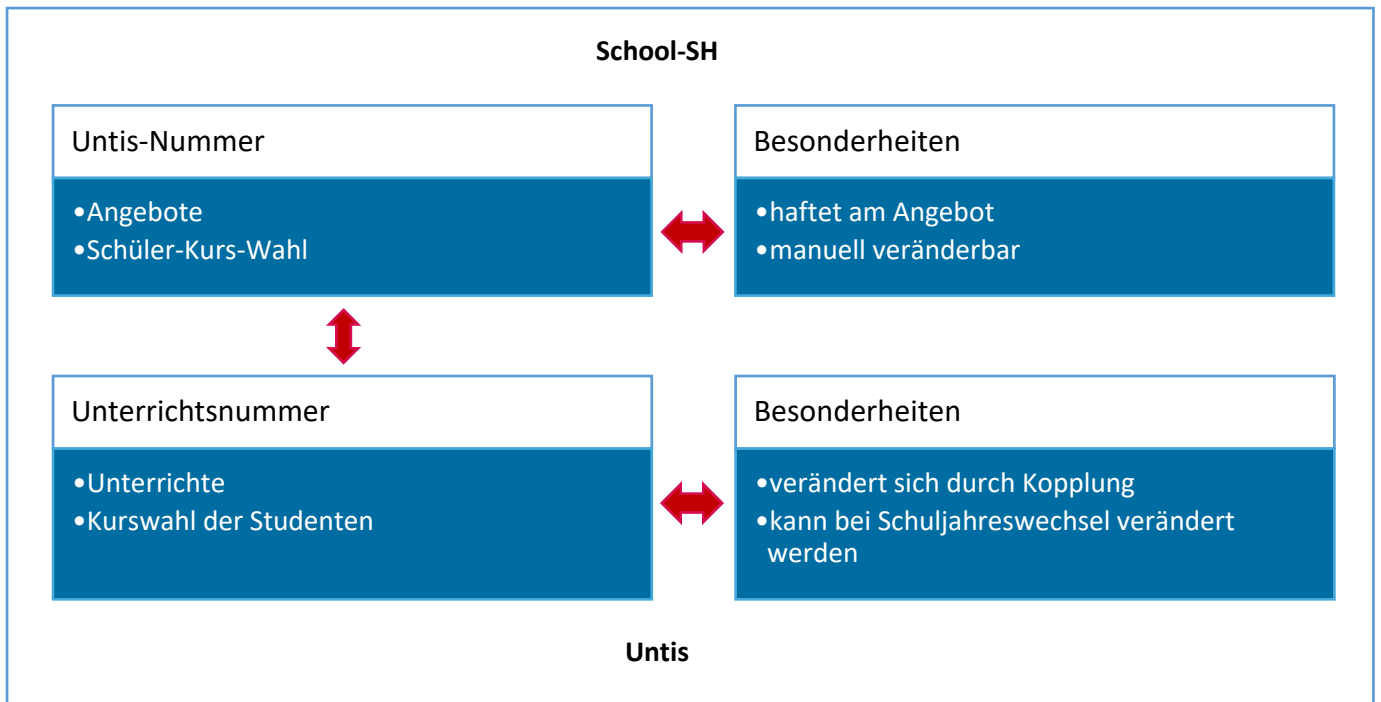 School-SH
Untis-Nummer
•Angebote
•Schüler-Kurs-Wahl
Besonderheiten
•haftet am Angebot
•manuell veränderbar
Unterrichtsnummer
•Unterrichte
•Kurswahl der Studenten
Besonderheiten
•verändert sich durch Kopplung
•kann bei Schuljahreswechsel verändert
werden
Untis